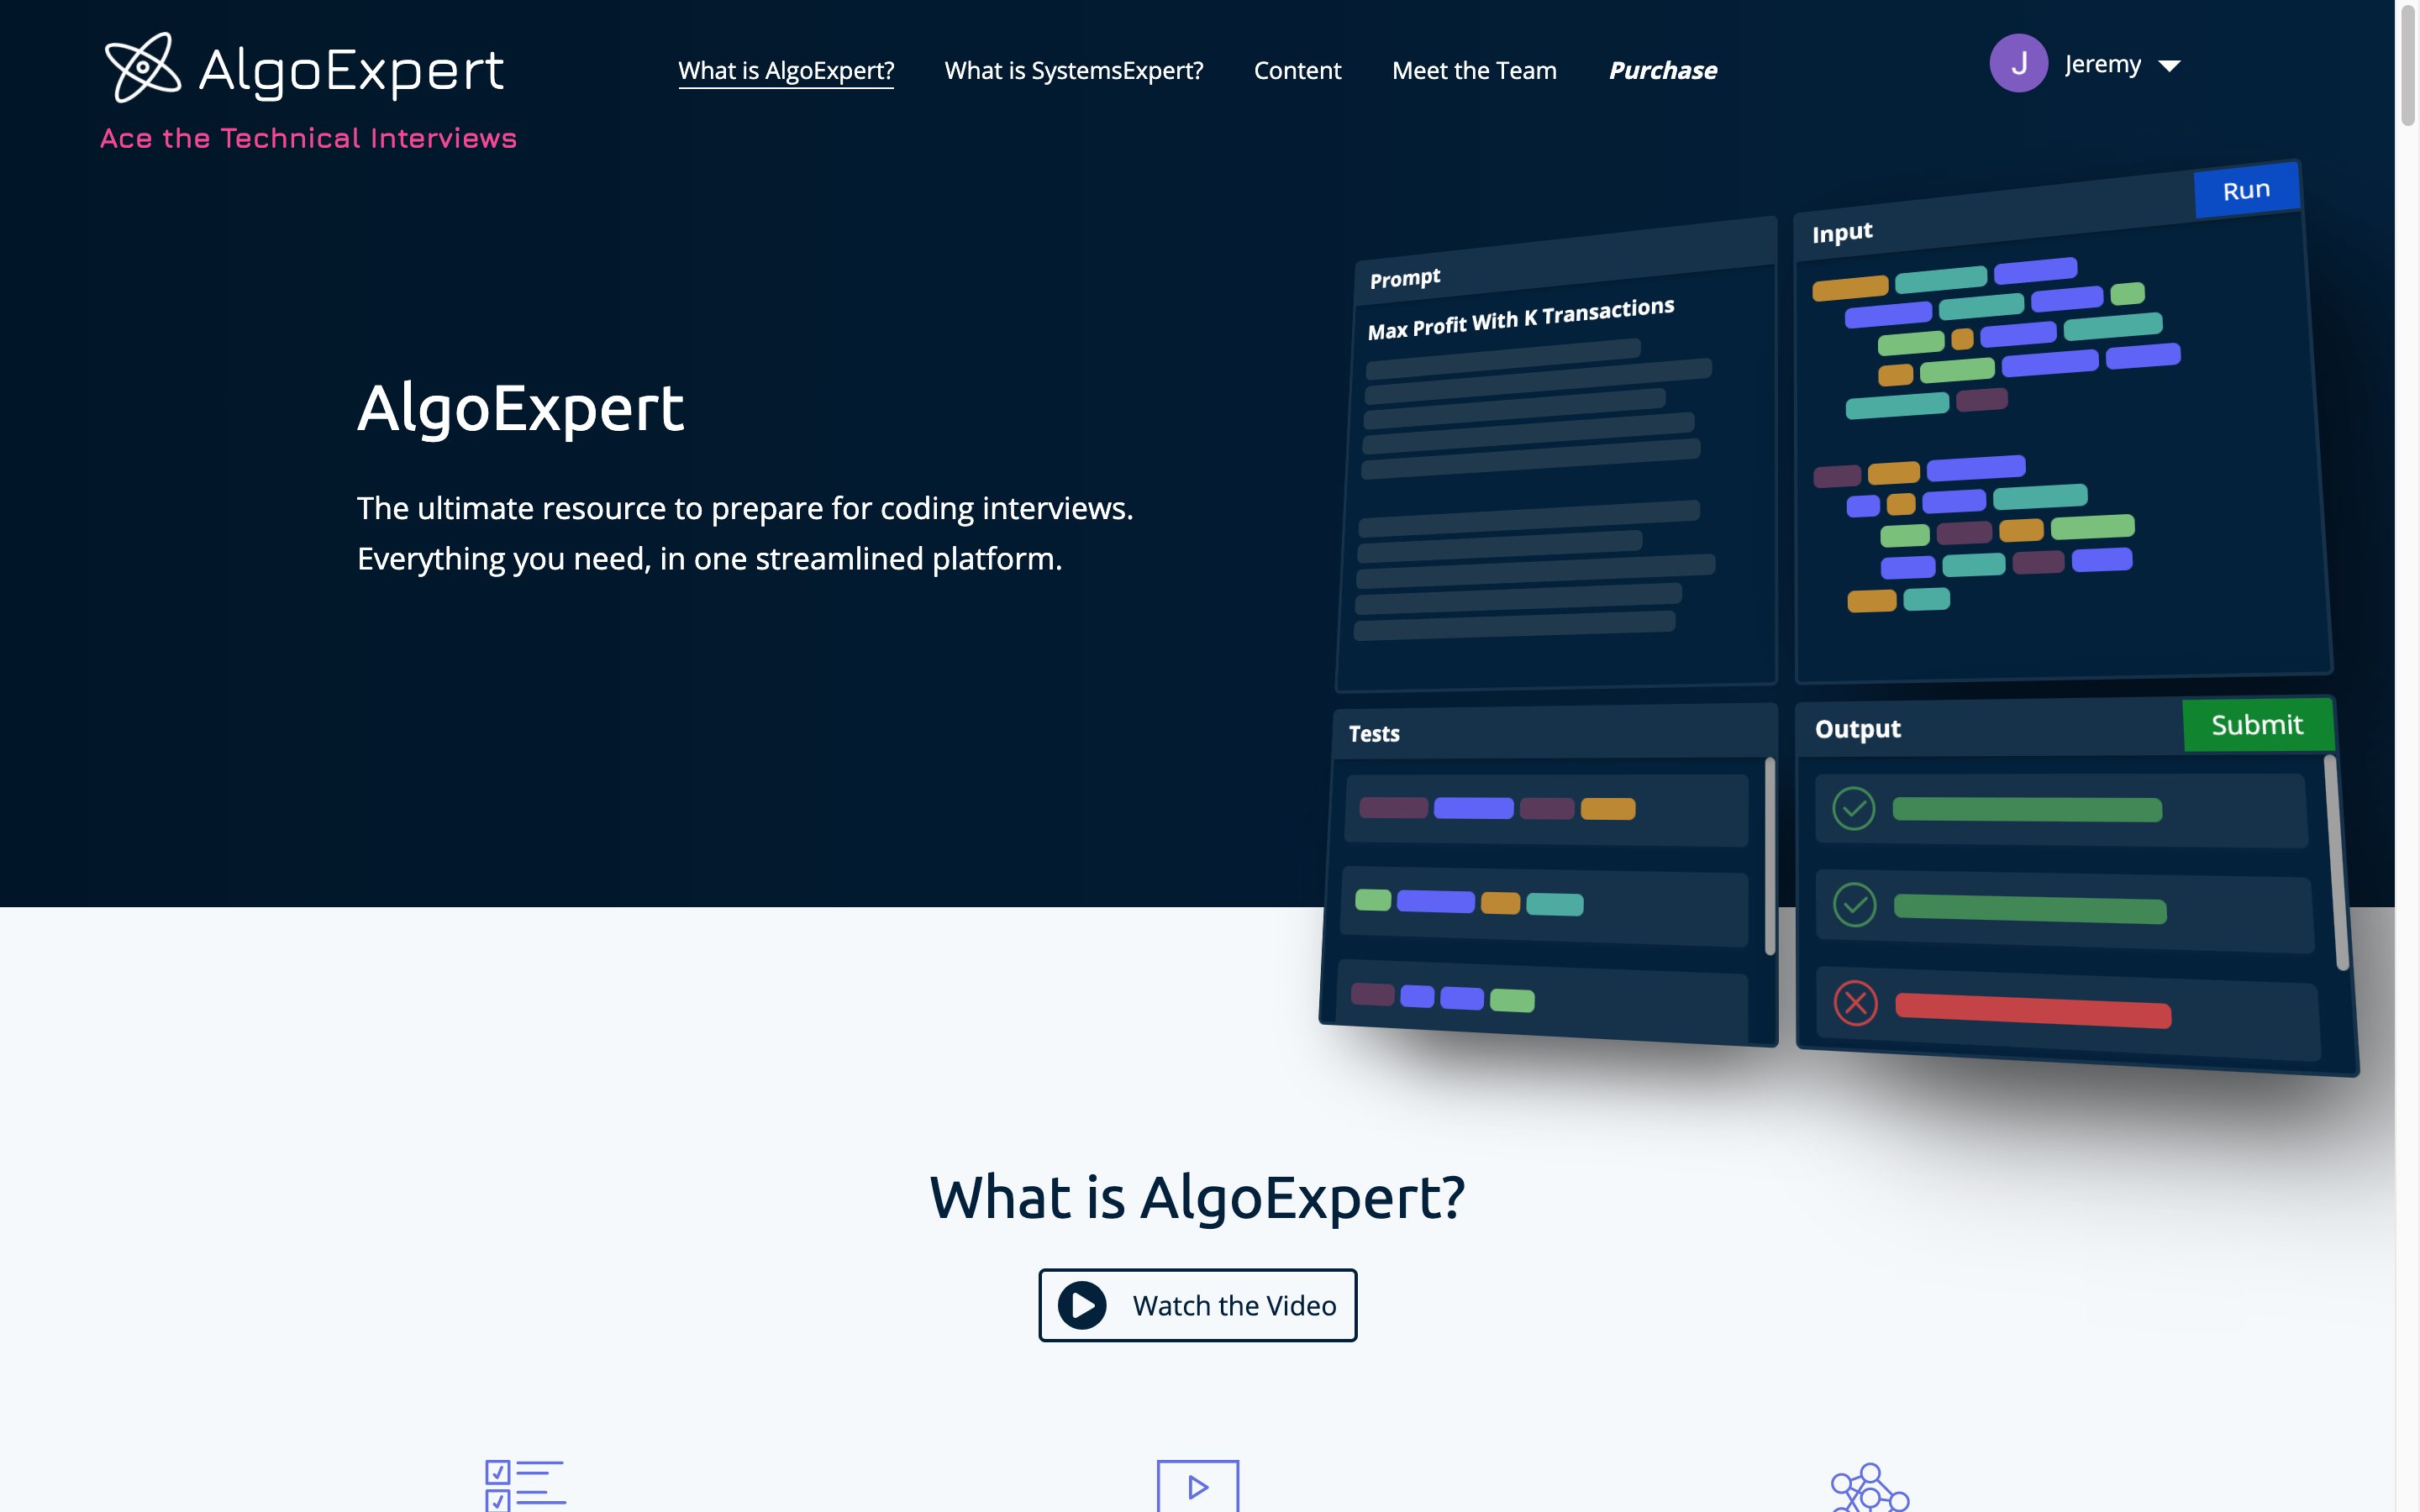 AlgoExpert
Ace the Technical Interviews
What is AlgoExpert?
What is SystemsExpert?
Content
Meet the Team
Purchase
J
Jeremy
AlgoExpert
The ultimate resource to prepare for coding interviews.
Everything you need, in one streamlined platform.
Prompt
Max Profit With K Transactions
Input
Run
Tests
Output
Submit
What is AlgoExpert?
Watch the Video